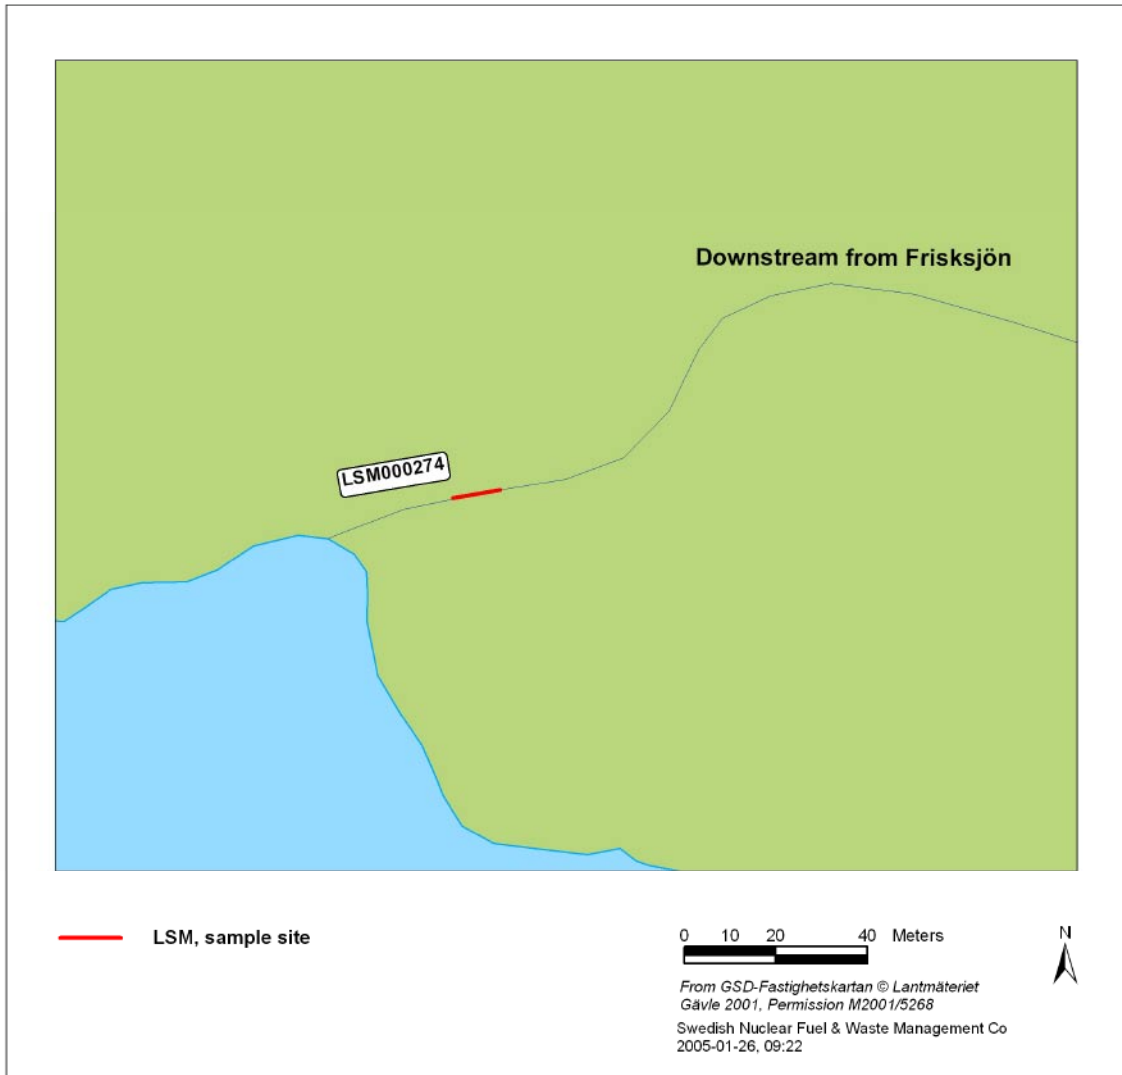 Downstream from Frisksjön
LSM000274
LSM, sample site
0 10 20 40 Meters
N
From GSD-Fastighetskartan © Lantmäteriet
Gävle 2001, Permission M2001/5268
Swedish Nuclear Fuel & Waste Management Co
2005-01-26, 09:22